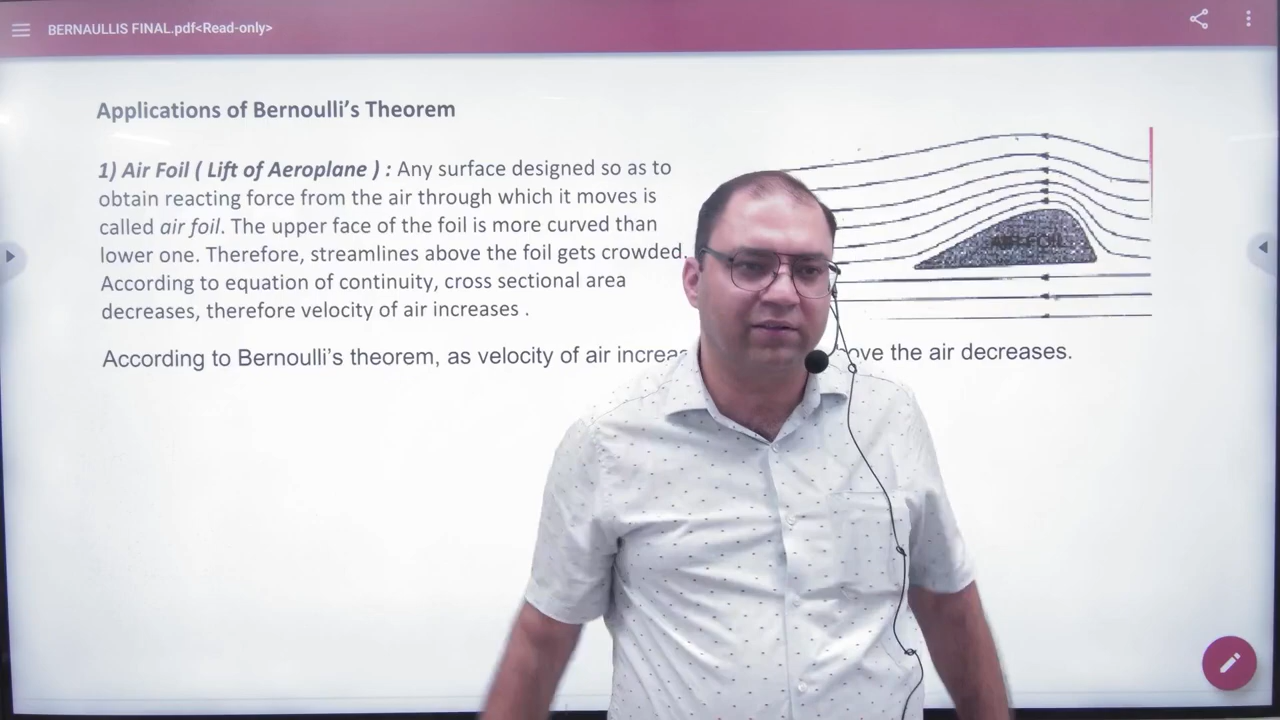 BERNAULLIS FINAL.pdf<Read-only>
Applications of Bernoulli's Theorem
1) Air Foil ( Lift of Aeroplane ) : Any surface designed so as to
obtain reacting force from the air through which it moves is
called air foil. The upper face of the foil is more curved than
lower one. Therefore, streamlines above the foil gets crowded.
According to equation of continuity, cross sectional area
decreases, therefore velocity of air increases .
AIR FOIL
According to Bernoulli's theorem, as velocity of air the air decreases.